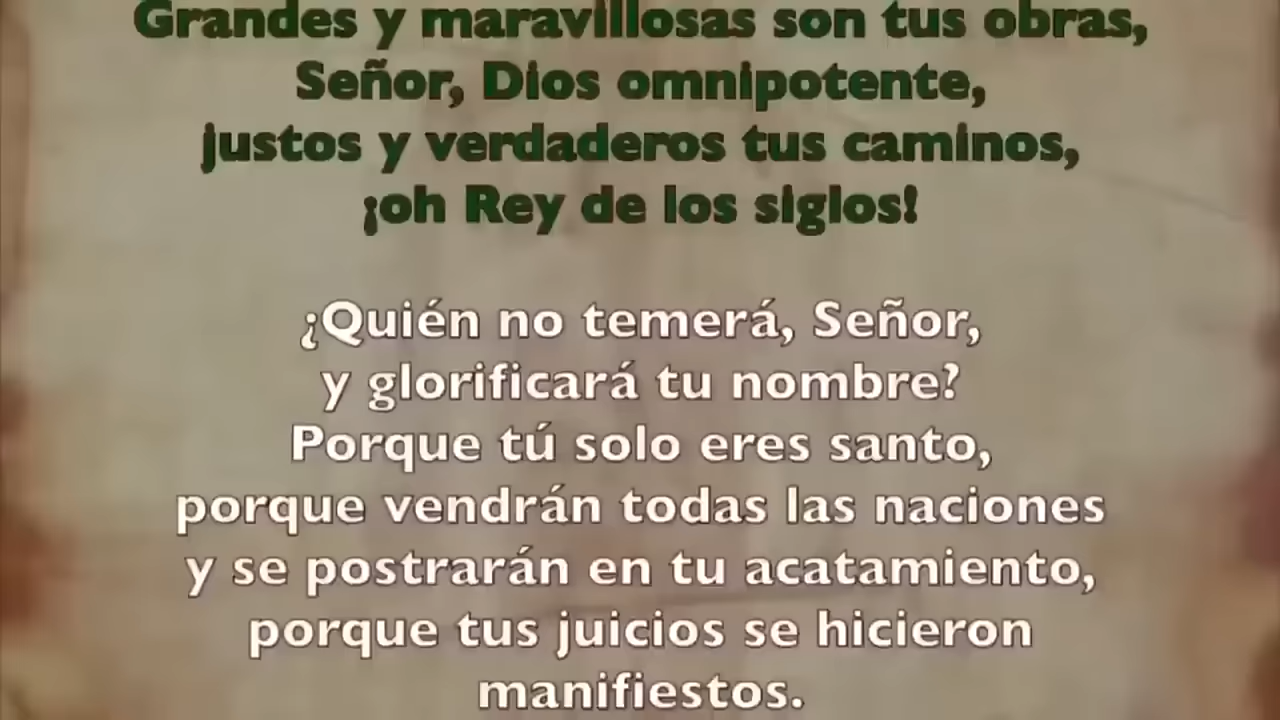 Grandes y maravillosas son tus obras,
Señor, Dios omnipotente,
justos y verdaderos tus caminos,
¡oh Rey de los siglos!
¿Quién no temerá, Señor,
y glorificará tu nombre?
Porque tú solo eres santo,
porque vendrán todas las naciones
y se postrarán en tu acatamiento,
porque tus juicios se hicieron
manifiestos.